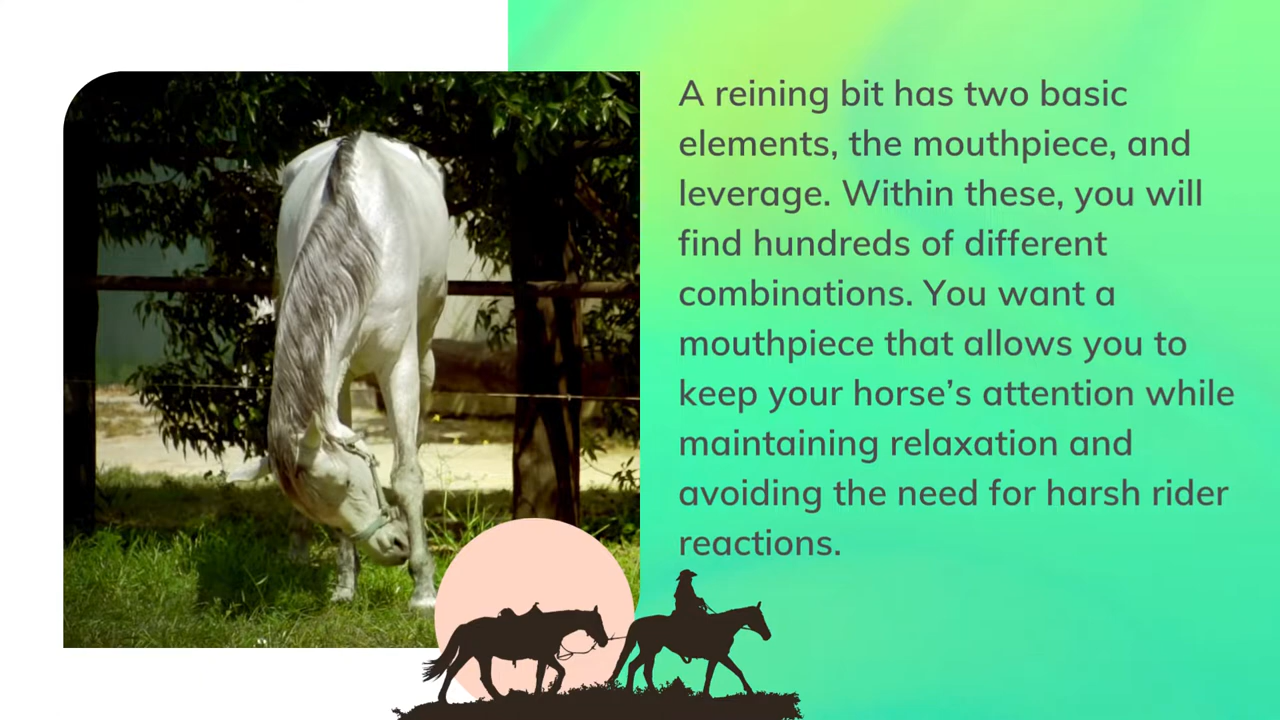 A reining bit has two basic
elements, the mouthpiece, and
leverage. Within these, you will
find hundreds of different
combinations. You want a
mouthpiece that allows you to
keep your horse’s attention while
maintaining relaxation and
avoiding the need for harsh rider
reactions.